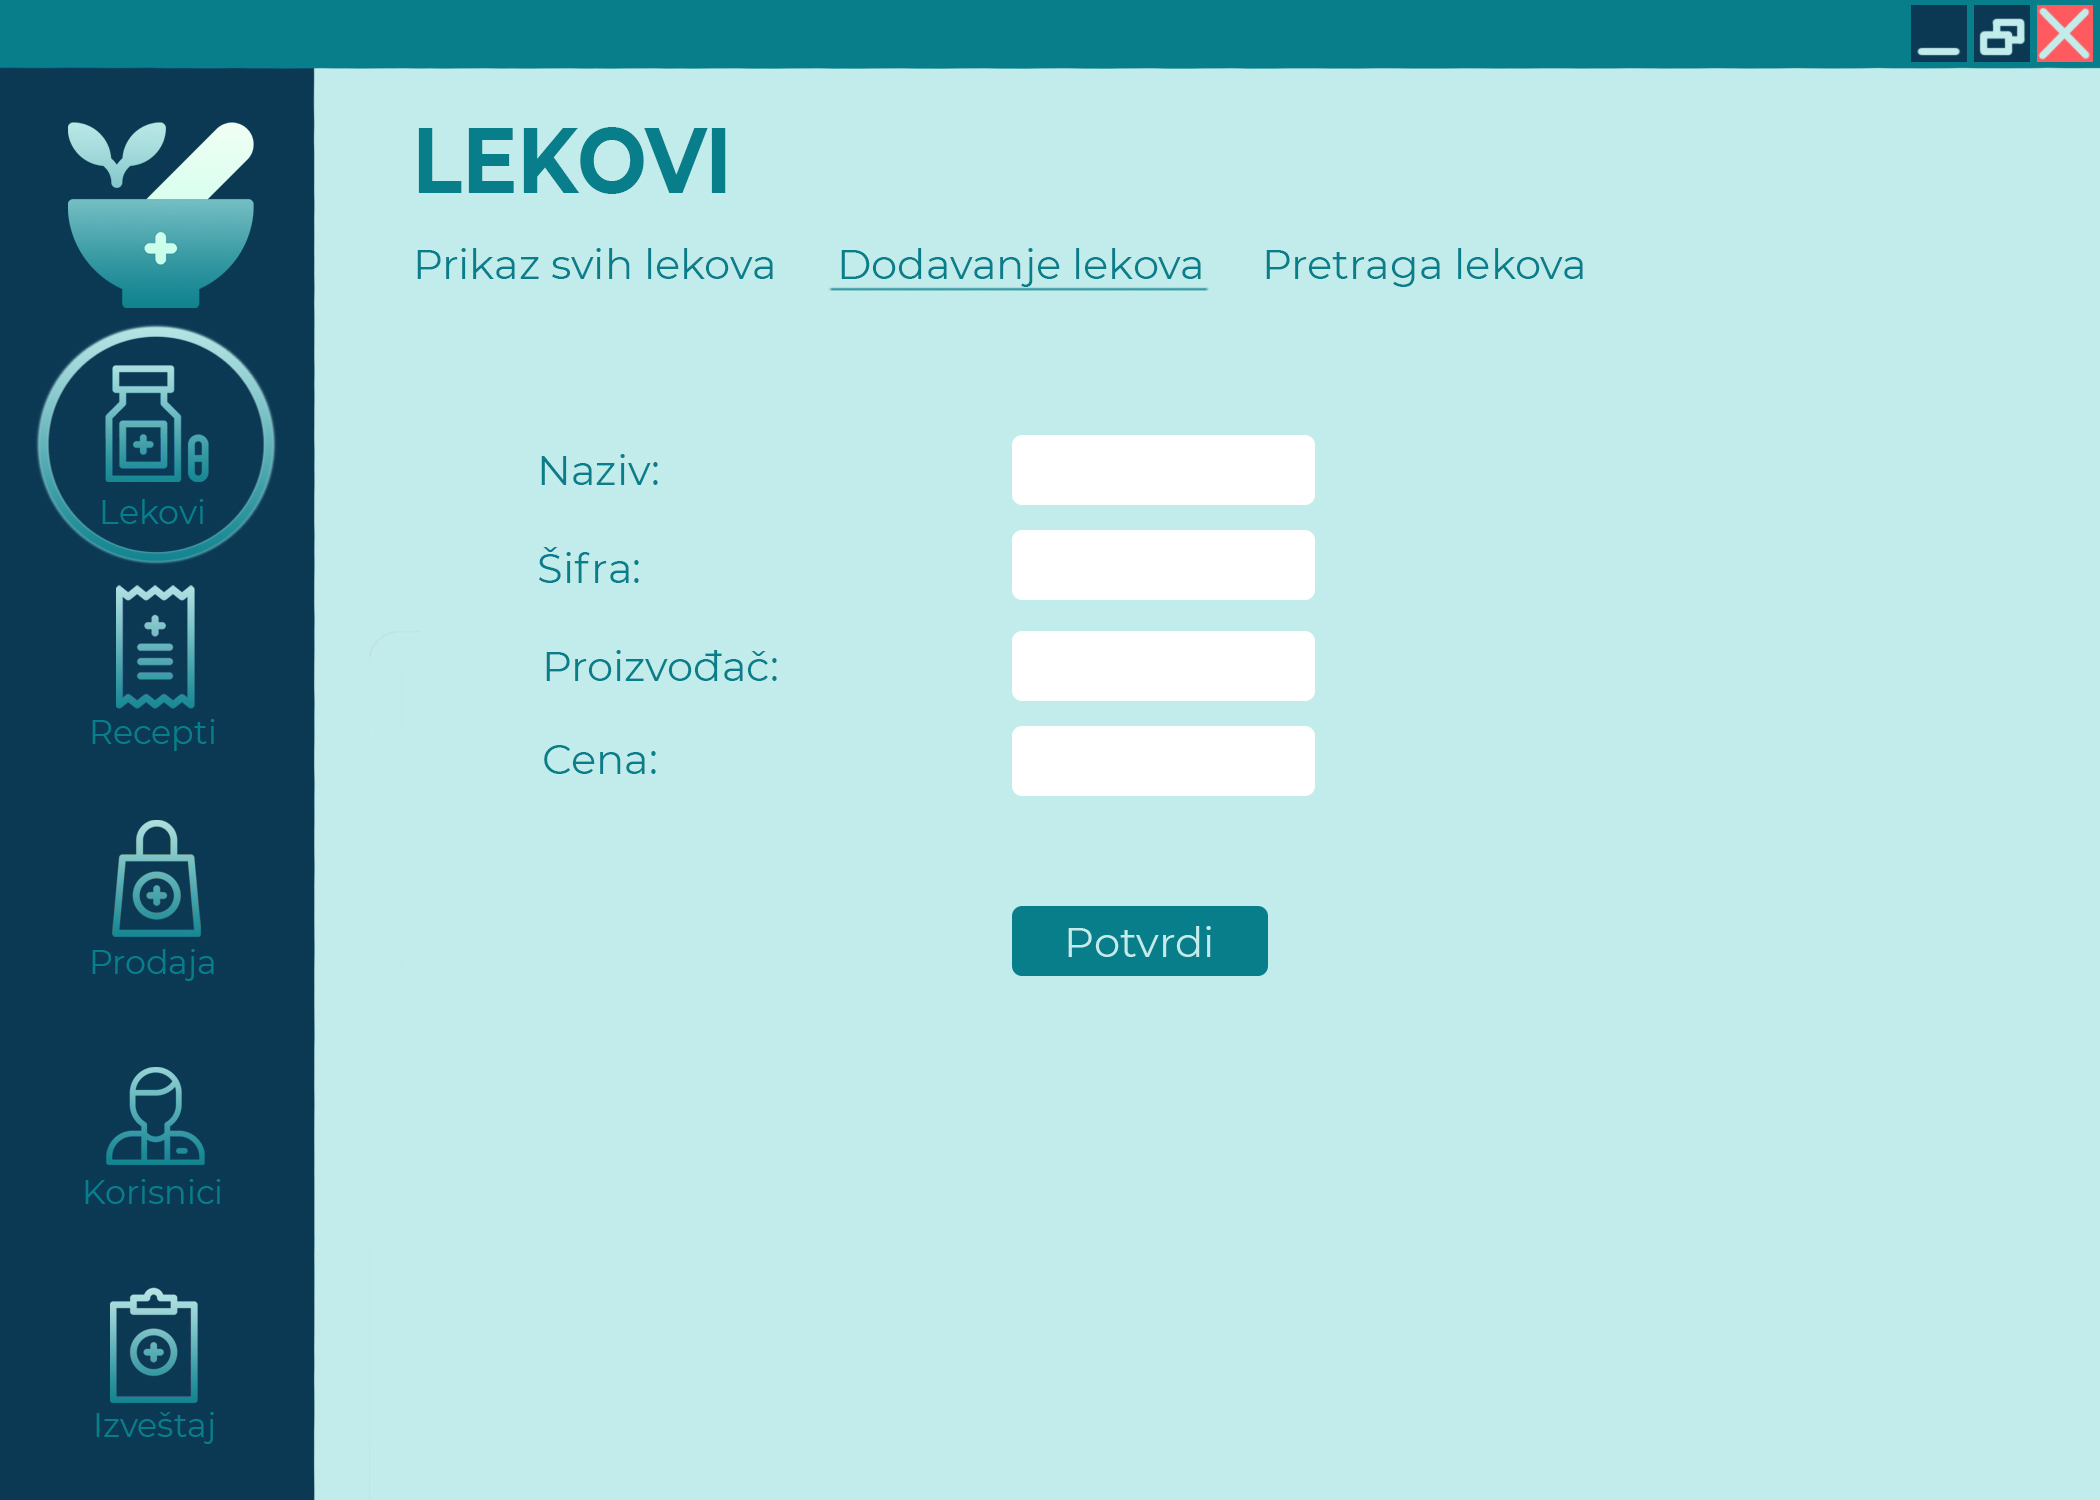 LEKOVI
Prikaz svih lekova
Dodavanje lekova
Pretraga lekova
Naziv:
Šifra:
Proizvođač:
Cena:
Potvrdi
Lekovi
Recepti
Prodaja
Korisnici
Izveštaj